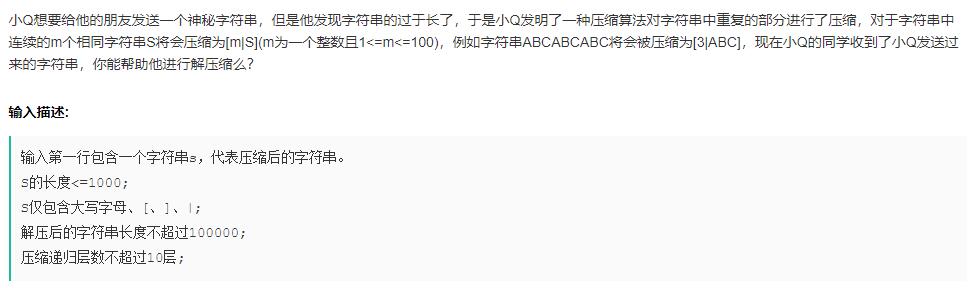 小Q想要给他的朋友发送一个神秘字符串，但是他发现字符串的过于长了，于是小Q发明了一种压缩算法对字符串中重复的部分进行了压缩，对于字符串中
连续的m个相同字符串S将会压缩为[m|S](m为一个整数且1<=m<=100)，例如字符串ABCABCABC将会被压缩为[3|ABC]，现在小Q的同学收到了小Q发送过
来的字符串，你能帮助他进行解压缩么？
输入描述：
输入第一行包含一个字符串s，代表压缩后的字符串。
S的长度<=1000;
S仅包含大写字母、[、]、|;
解压后的字符串长度不超过100000;
压缩递归层数不超过10层;